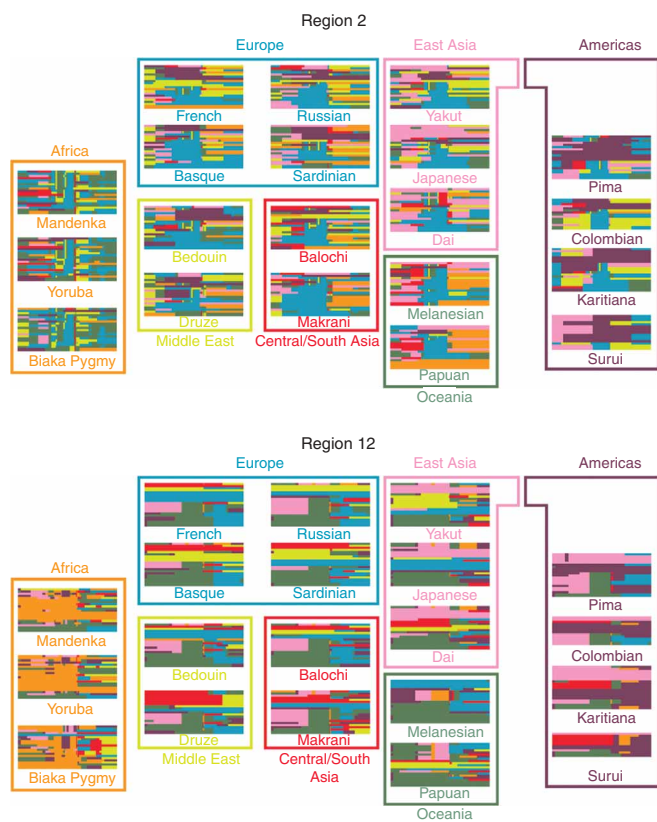 Region 2
Europe
East Asia
Americas
French
Russian
Yakut
Basque
Sardinian
Japanese
Africa
Pima
Mandenka
Bedouin
Balochi
Dai
Colombian
Yoruba
Druze
Makrani
Melanesian
Karitiana
Middle East
Central/South Asia
Biaka Pygmy
Papuan
Surui
Oceania
Region 12
Europe
East Asia
Americas
French
Russian
Yakut
Basque
Sardinian
Japanese
Africa
Pima
Mandenka
Bedouin
Balochi
Dai
Colombian
Yoruba
Druze
Makrani
Melanesian
Karitiana
Middle East
Central/South
Asia
Biaka Pygmy
Papuan
Surui
Oceania